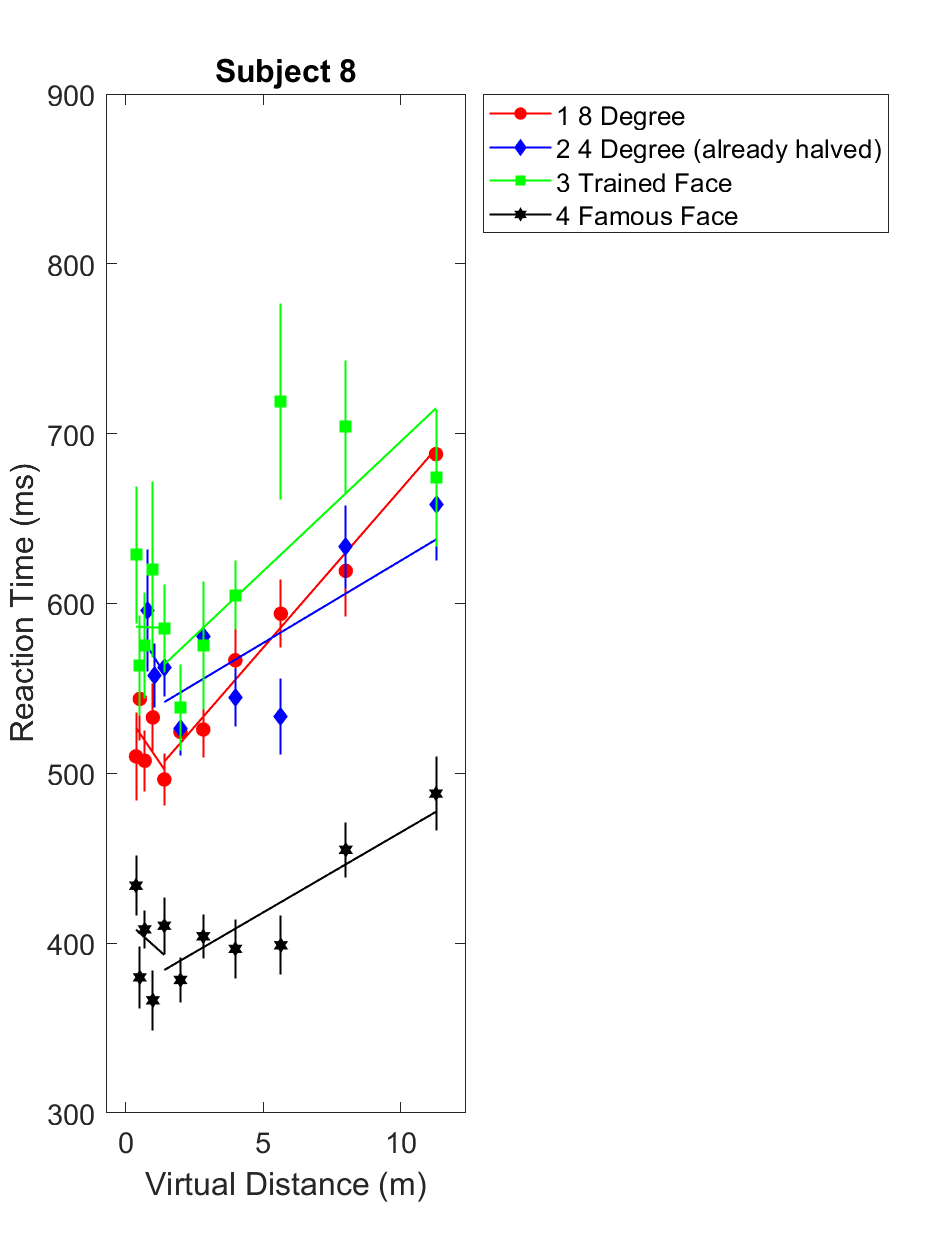 Subject 8
900
800
700
600
500
400
300
0 5 10
Reaction Time (ms)
Virtual Distance (m)
1 8 Degree
2 4 Degree (already halved)
3 Trained Face
4 Famous Face